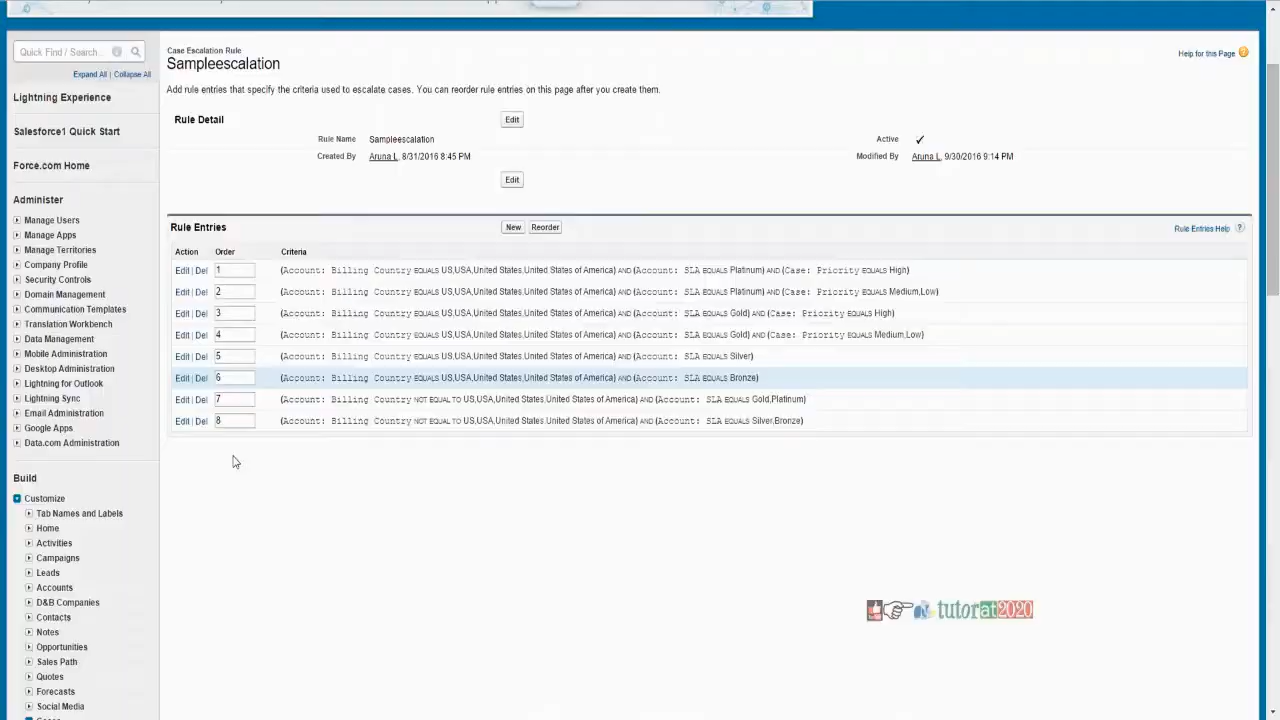 Quick Find / Search...
Expand All | Collapse All
Lightning Experience
Salesforce1 Quick Start
Force.com Home
Administer
Manage Users
Manage Apps
Manage Territories
Company Profile
Security Controls
Domain Management
Communication Templates
Translation Workbench
Data Management
Mobile Administration
Desktop Administration
Lightning for Outlook
Lightning Sync
Email Administration
Google Apps
Data.com Administration
Build
Customize
Tab Names and Labels
Home
Activities
Campaigns
Leads
Accounts
D&B Companies
Contacts
Notes
Opportunities
Sales Path
Quotes
Forecasts
Social Media
Case Escalation Rule
Sampleescalation
Help for this Page
Add rule entries that specify the criteria used to escalate cases. You can reorder rule entries on this page after you create them.
Rule Detail Edit
Rule Name Sampleescalation Active ✓
Created By Aruna L, 8/31/2016 8:45 PM Modified By Aruna L, 9/30/2016 9:14 PM
Edit
Rule Entries New Reorder Rule Entries Help ?
Action Order Criteria
Edit | Del 1 (Account: Billing Country EQUALS US,USA,United States,United States of America) AND (Account: SLA EQUALS Platinum) AND (Case: Priority EQUALS High)
Edit | Del 2 (Account: Billing Country EQUALS US,USA,United States,United States of America) AND (Account: SLA EQUALS Platinum) AND (Case: Priority EQUALS Medium,Low)
Edit | Del 3 (Account: Billing Country EQUALS US,USA,United States,United States of America) AND (Account: SLA EQUALS Gold) AND (Case: Priority EQUALS High)
Edit | Del 4 (Account: Billing Country EQUALS US,USA,United States,United States of America) AND (Account: SLA EQUALS Gold) AND (Case: Priority EQUALS Medium,Low)
Edit | Del 5 (Account: Billing Country EQUALS US,USA,United States,United States of America) AND (Account: SLA EQUALS Silver)
Edit | Del 6 (Account: Billing Country EQUALS US,USA,United States,United States of America) AND (Account: SLA EQUALS Bronze)
Edit | Del 7 (Account: Billing Country NOT EQUAL TO US,USA,United States,United States of America) AND (Account: SLA EQUALS Gold,Platinum)
Edit | Del 8 (Account: Billing Country NOT EQUAL TO US,USA,United States,United States of America) AND (Account: SLA EQUALS Silver,Bronze)
tutorat2020